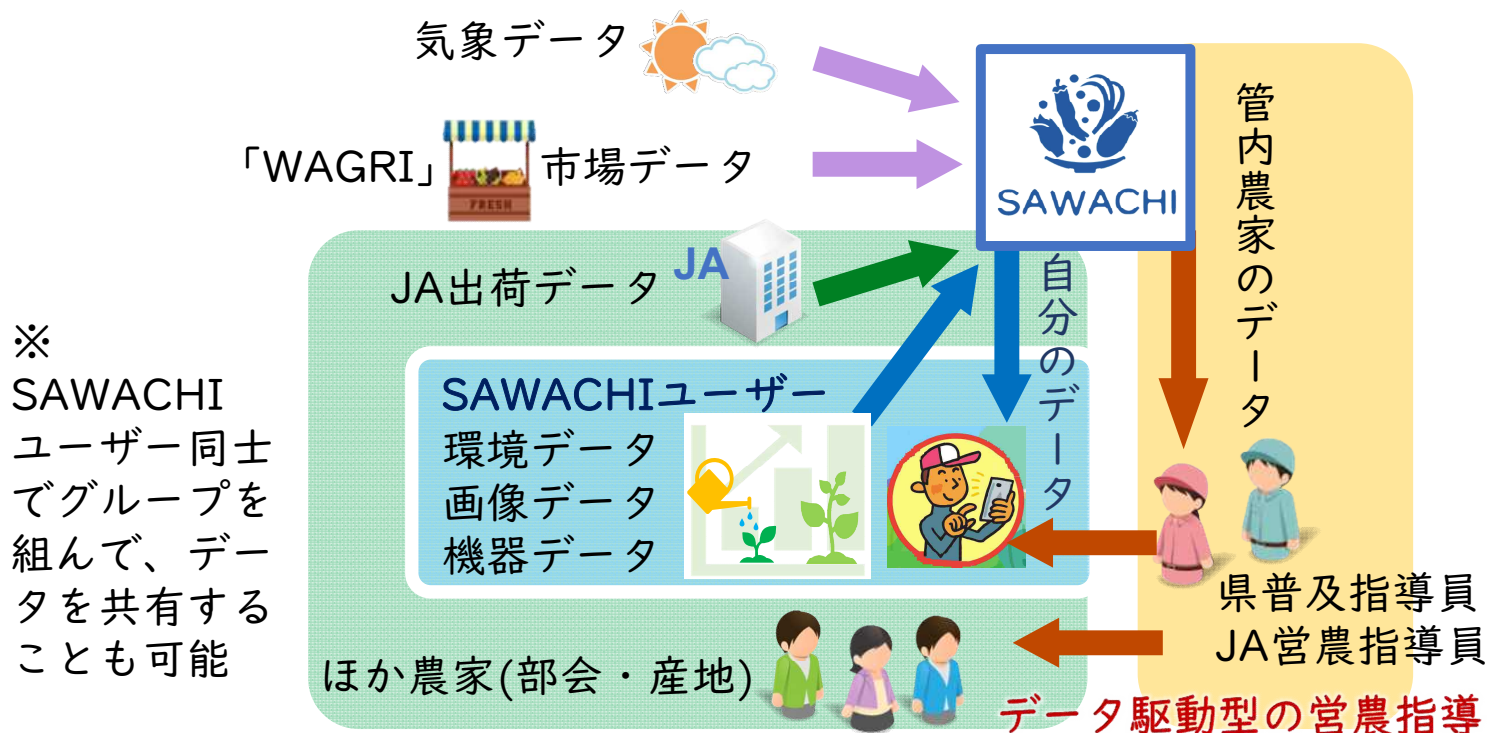 気象データ
「WAGRI」市場データ
FRESH
SAWACHI
管内農家のデータ
JA出荷データ
JA
自分のデータ
※
SAWACHI
ユーザー同士
でグループを
組んで、デー
タを共有する
ことも可能
SAWACHIユーザー
環境データ
画像データ
機器データ
県普及指導員
JA営農指導員
ほか農家(部会・産地)
データ駆動型の営農指導